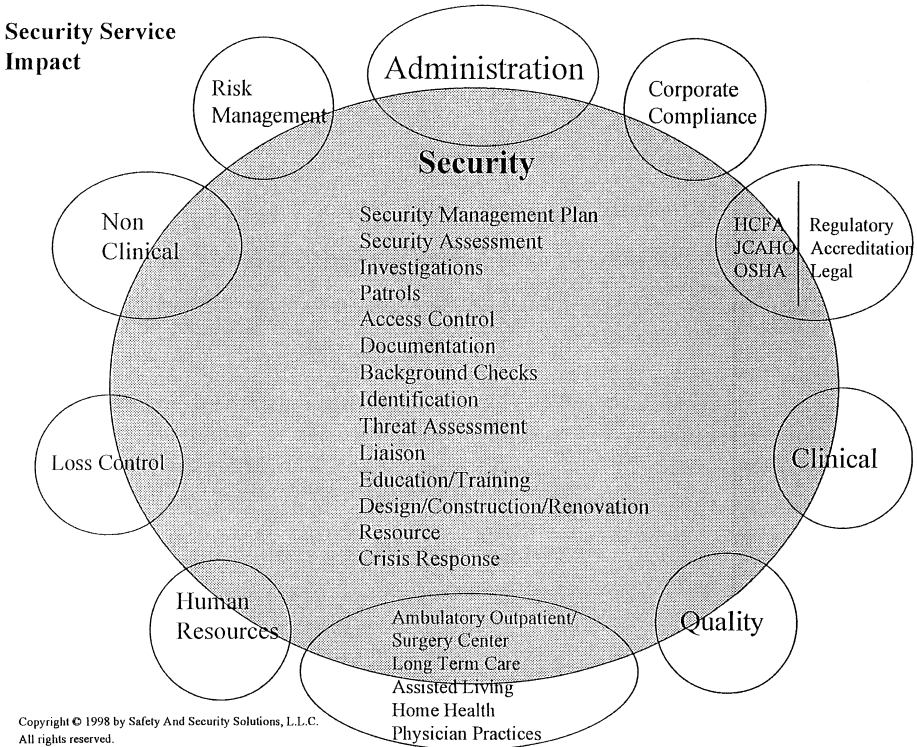 Security Service
Impact
Administration
Risk
Management
Corporate
Compliance
Security
Non
Clinical
HCFA
JCAHO
OSHA
Regulatory
Accreditation
Legal
Security Management Plan
Security Assessment
Investigations
Patrols
Access Control
Documentation
Background Checks
Identification
Threat Assessment
Liaison
Education/Training
Design/Construction/Renovation
Resource
Crisis Response
Loss Control
Clinical
Human
Resources
Quality
Ambulatory Outpatient/
Surgery Center
Long Term Care
Assisted Living
Home Health
Physician Practices
Copyright © 1998 by Safety And Security Solutions, L.L.C.
All rights reserved.